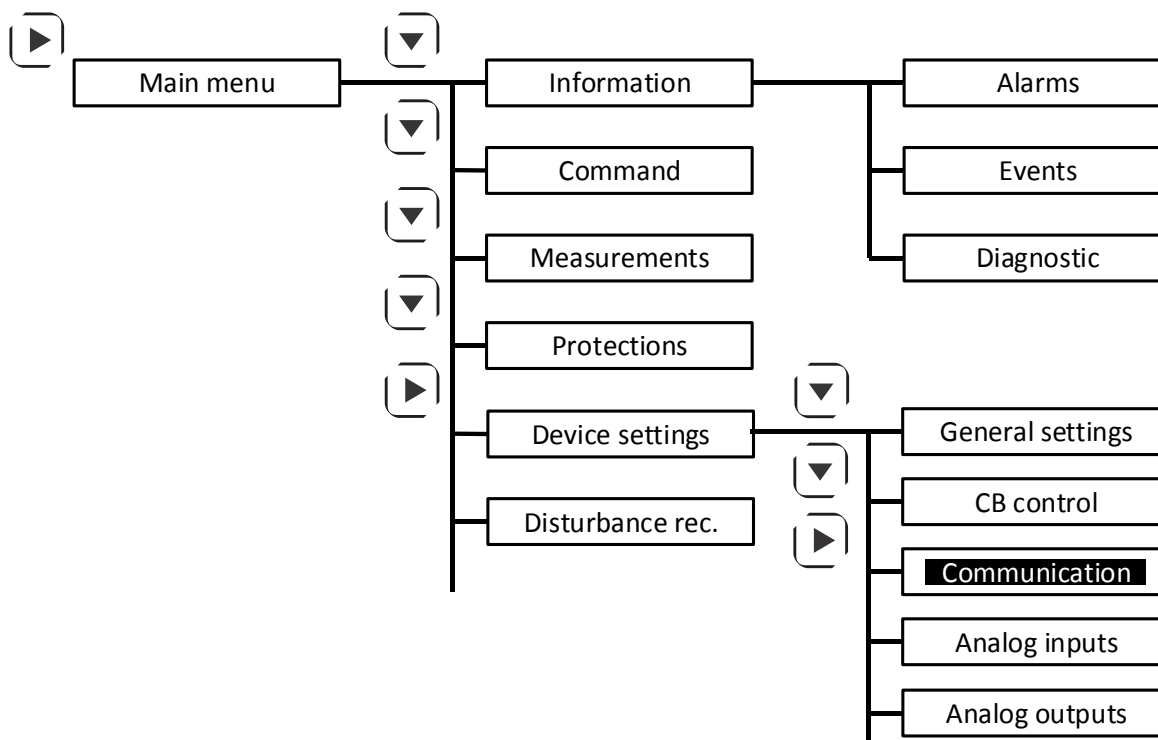 Main menu
Information
Alarms
Command
Events
Measurements
Diagnostic
Protections
Device settings
General settings
CB control
Disturbance rec.
Communication
Analog inputs
Analog outputs